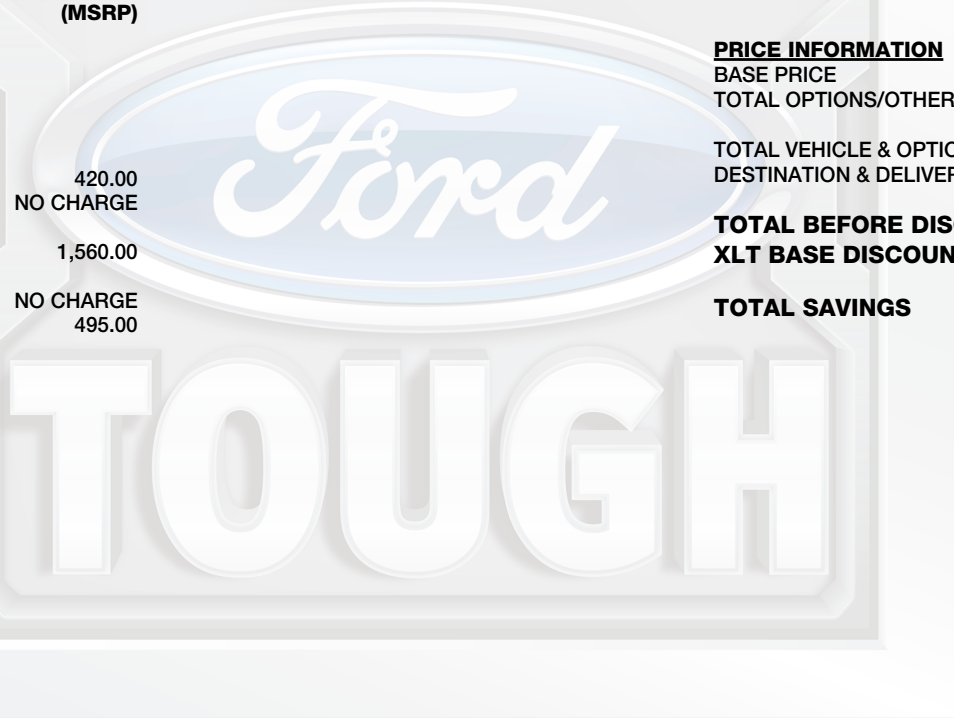 (MSRP)
420.00
NO CHARGE
1,560.00
NO CHARGE
495.00
PRICE INFORMATION
BASE PRICE
TOTAL OPTIONS/OTHER
TOTAL VEHICLE & OPTIO
DESTINATION & DELIVER
TOTAL BEFORE DISC
XLT BASE DISCOUN
TOTAL SAVINGS
Ford
TOUGH